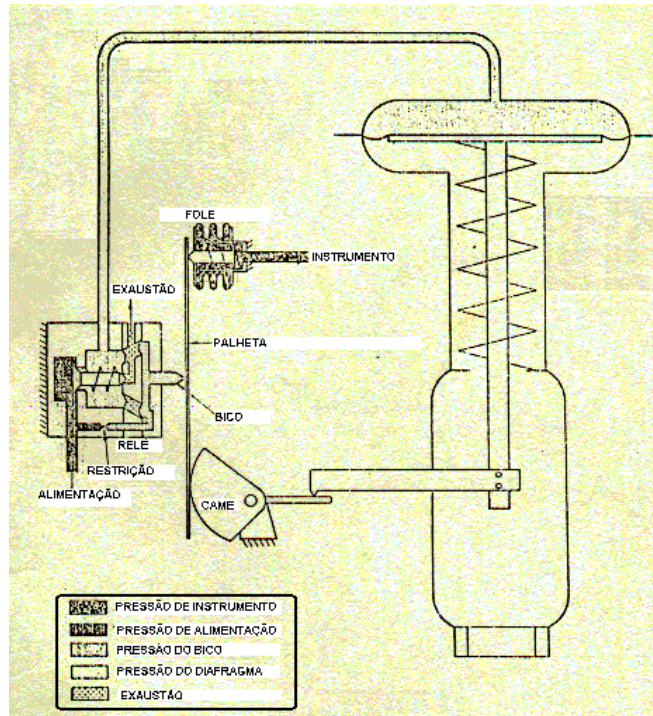 FOLE
INSTRUMENTO
EXAUSTÃO
PALHETA
BICO
RELÉ
RESTRIÇÃO
ALIMENTAÇÃO
CAME
PRESSÃO DE INSTRUMENTO
PRESSÃO DE ALIMENTAÇÃO
PRESSÃO DO BICO
PRESSÃO DO DIAFRAGMA
EXAUSTÃO